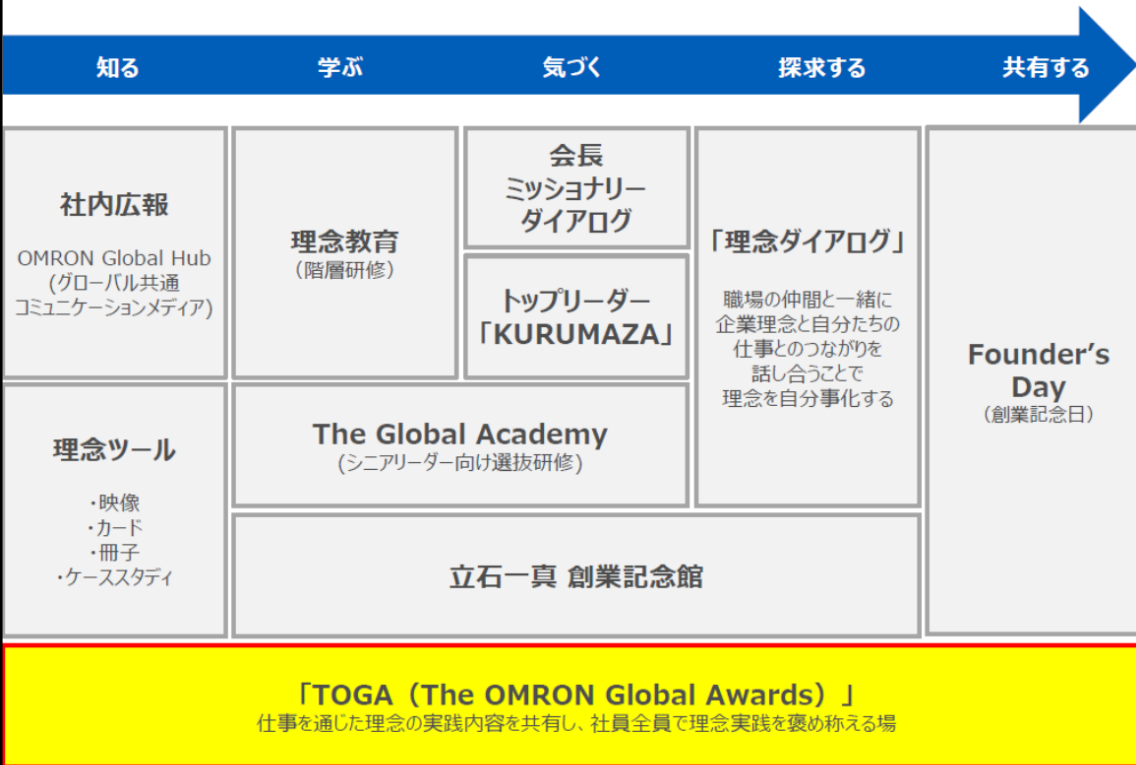 知る
学ぶ
気づく
探求する
共有する
社内広報
OMRON Global Hub
(グローバル共通
コミュニケーションメディア)
理念ツール
・映像
・カード
・冊子
・ケーススタディ
理念教育
（階層研修）
会長
ミッショナリー
ダイアログ
トップリーダー
「KURUMAZA」
The Global Academy
(シニアリーダー向け選抜研修)
立石一真 創業記念館
「理念ダイアログ」
職場の仲間と一緒に
企業理念と自分たちの
仕事とのつながりを
話し合うことで
理念を自分事化する
Founder’s
Day
（創業記念日）
「TOGA（The OMRON Global Awards）」
仕事を通じた理念の実践内容を共有し、社員全員で理念実践を褒め称える場